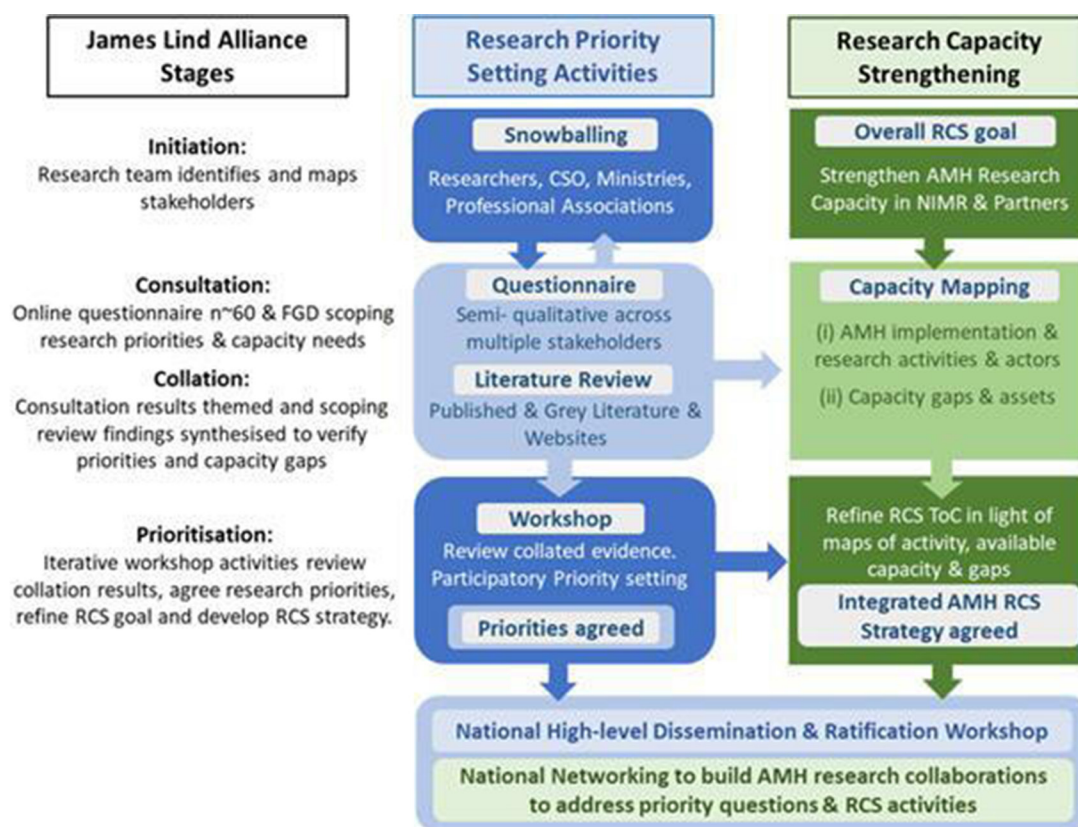 James Lind Alliance
Stages
Initiation:
Research team identifies and maps
stakeholders
Consultation:
Online questionnaire n~60 & FGD scoping
research priorities & capacity needs
Collation:
Consultation results themed and scoping
review findings synthesised to verify
priorities and capacity gaps
Prioritisation:
Iterative workshop activities review
collation results, agree research priorities,
refine RCS goal and develop RCS strategy.
Research Priority
Setting Activities
Snowballing
Researchers, CSO, Ministries,
Professional Associations
Questionnaire
Semi- qualitative across
multiple stakeholders
Literature Review
Published & Grey Literature &
Websites
Workshop
Review collated evidence.
Participatory Priority setting
Priorities agreed
Research Capacity
Strengthening
Overall RCS goal
Strengthen AMH Research
Capacity in NIMR & Partners
Capacity Mapping
(i) AMH implementation &
research activities & actors
(ii) Capacity gaps & assets
Refine RCS ToC in light of
maps of activity, available
capacity & gaps
Integrated AMH RCS
Strategy agreed
National High-level Dissemination & Ratification Workshop
National Networking to build AMH research collaborations
to address priority questions & RCS activities